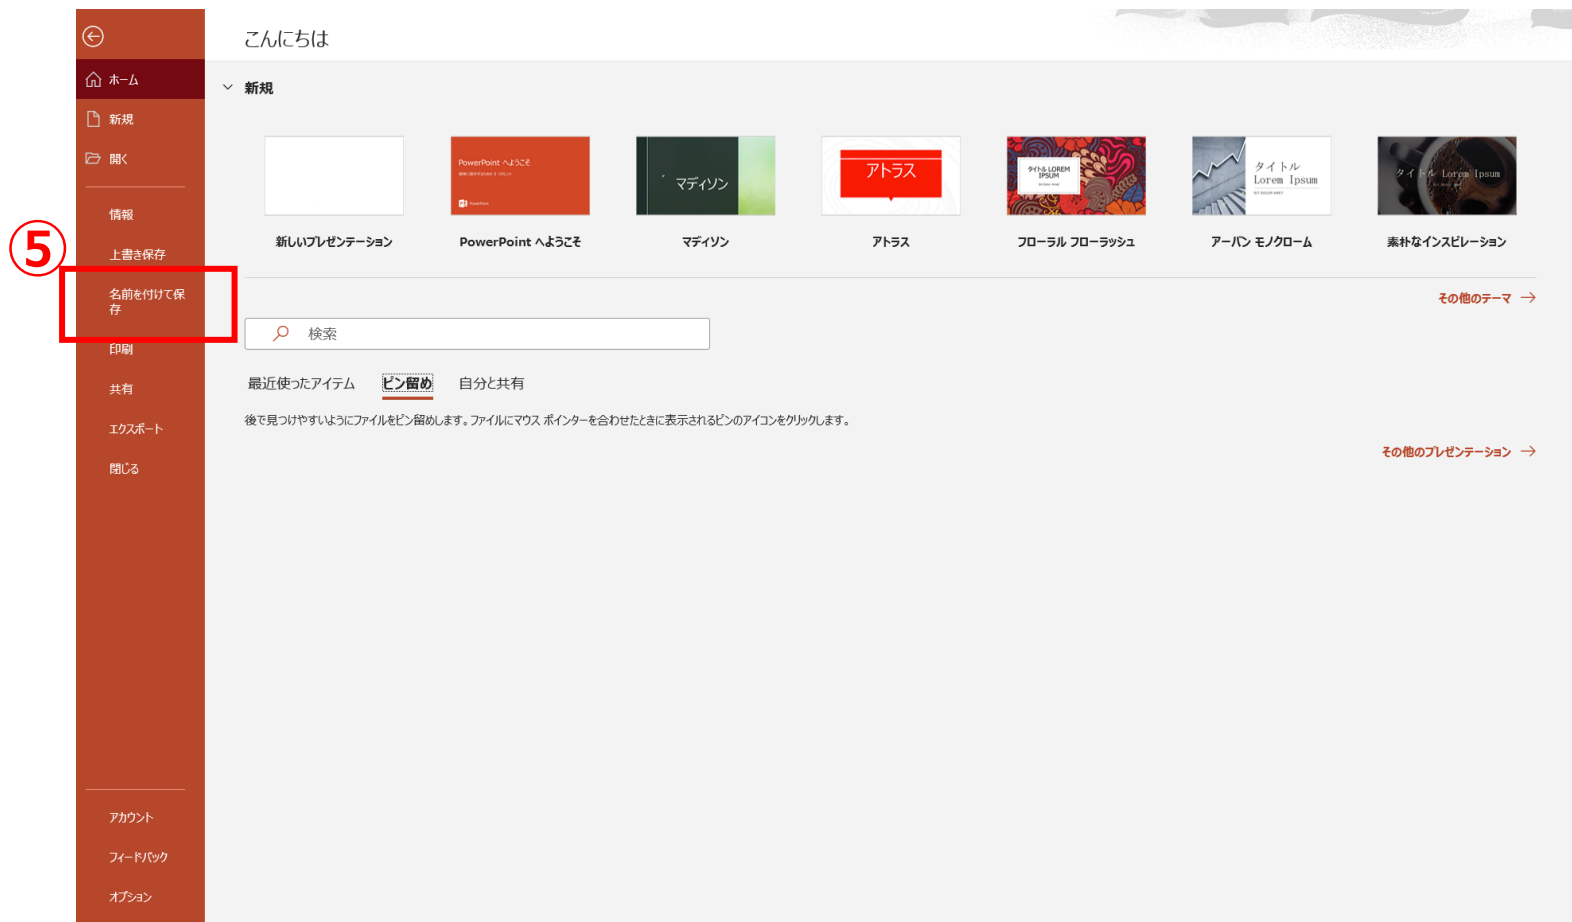 こんにちは
ホーム
新規
開く
情報
上書き保存
名前を付けて保
存
印刷
共有
エクスポート
閉じる
アカウント
フィードバック
オプション
⑤
新規
PowerPoint へようこそ
PowerPoint
マディソン
アトラス
タイトル LOREM
IPSUM
タイトル
Lorem Ipsum
SIT DOLOR AMET
タイトル Lorem Ipsum
新しいプレゼンテーション
PowerPoint へようこそ
マディソン
アトラス
フローラル フローラッシュ
アーバン モノクローム
素朴なインスピレーション
その他のテーマ →
検索
最近使ったアイテム ピン留め 自分と共有
後で見つけやすいようにファイルをピン留めします。ファイルにマウス ポインターを合わせたときに表示されるピンのアイコンをクリックします。
その他のプレゼンテーション →